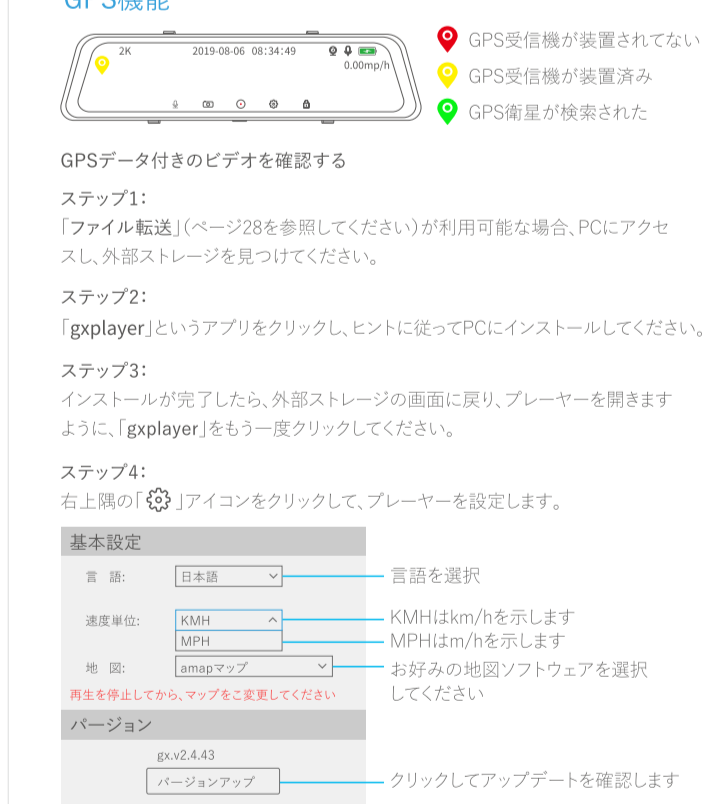 GPS機能
2K 2019-08-06 08:34:49
0.00mp/h
GPS受信機が装置されてない
GPS受信機が装置済み
GPS衛星が検索された
GPSデータ付きのビデオを確認する
ステップ1:
「ファイル転送」(ページ28を参照してください)が利用可能な場合、PCにアクセ
スし、外部ストレージを見つけてください。
ステップ2:
「gxplayer」というアプリをクリックし、ヒントに従ってPCにインストールしてください。
ステップ3:
インストールが完了したら、外部ストレージの画面に戻り、プレーヤーを開きます
ように、「gxplayer」をもう一度クリックしてください。
ステップ4:
右上隅の「 」アイコンをクリックして、プレーヤーを設定します。
基本設定
言 語: 日本語 言語を選択
速度単位: KMH KMHはkm/hを示します
MPH MPHはm/hを示します
地 図: amapマップ お好みの地図ソフトウェアを選択
してください
再生を停止してから、マップをご変更してください
バージョン
gx.v2.4.43
バージョンアップ クリックしてアップデートを確認します